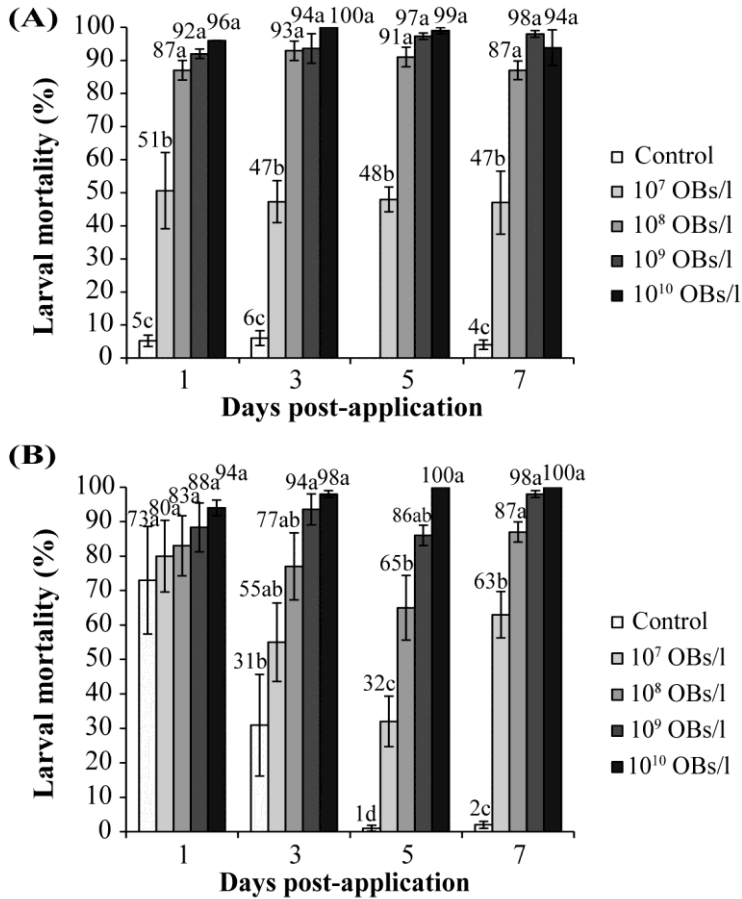 (A)
Larval mortality (%)
100
90
80
70
60
50
40
30
20
10
0
5c 51b 87a 92a 96a
6c 47b 93a 94a 100a
48b 91a 97a 99a
4c 47b 87a 98a 94a
1 3 5 7
Days post-application
Control
10⁷ OBs/l
10⁸ OBs/l
10⁹ OBs/l
10¹⁰ OBs/l
(B)
Larval mortality (%)
100
90
80
70
60
50
40
30
20
10
0
73a 80a 83a 88a 94a
31b 55ab 77ab 94a 98a
1d 32c 65b 86ab 100a
2c 63b 87a 98a 100a
1 3 5 7
Days post-application
Control
10⁷ OBs/l
10⁸ OBs/l
10⁹ OBs/l
10¹⁰ OBs/l